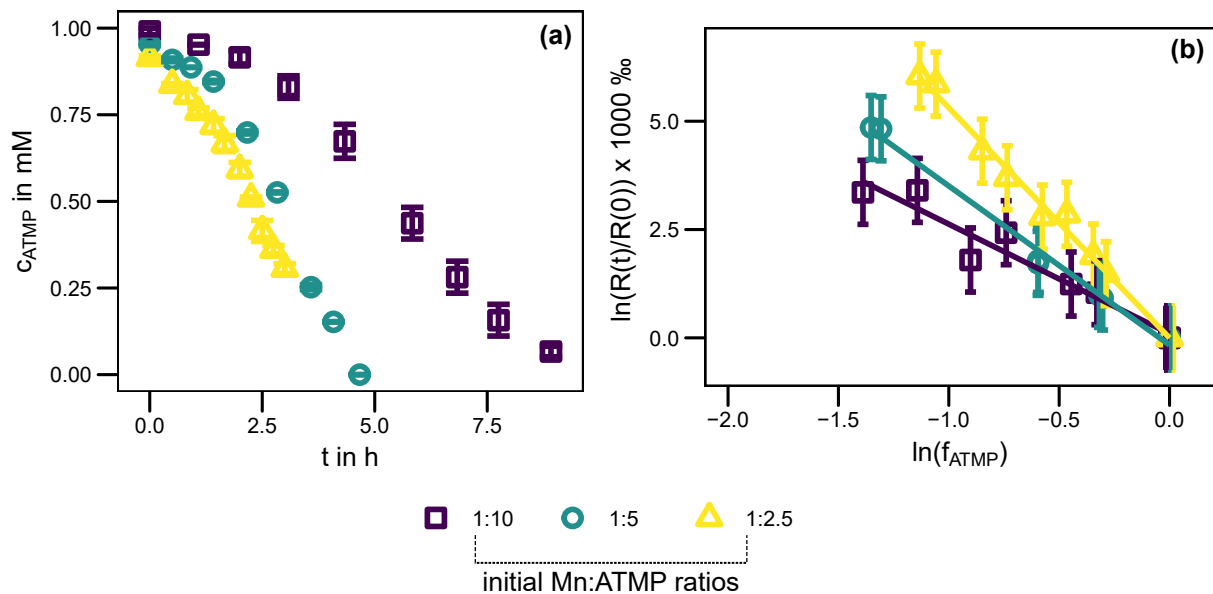 (a)
1.00
0.75
0.50
0.25
0.00
c_ATMP in mM
0.0 2.5 5.0 7.5
t in h
(b)
5.0
2.5
0.0
ln(R(t)/R(0)) x 1000 ‰
−2.0 −1.5 −1.0 −0.5 0.0
ln(f_ATMP)
1:10 1:5 1:2.5
initial Mn:ATMP ratios